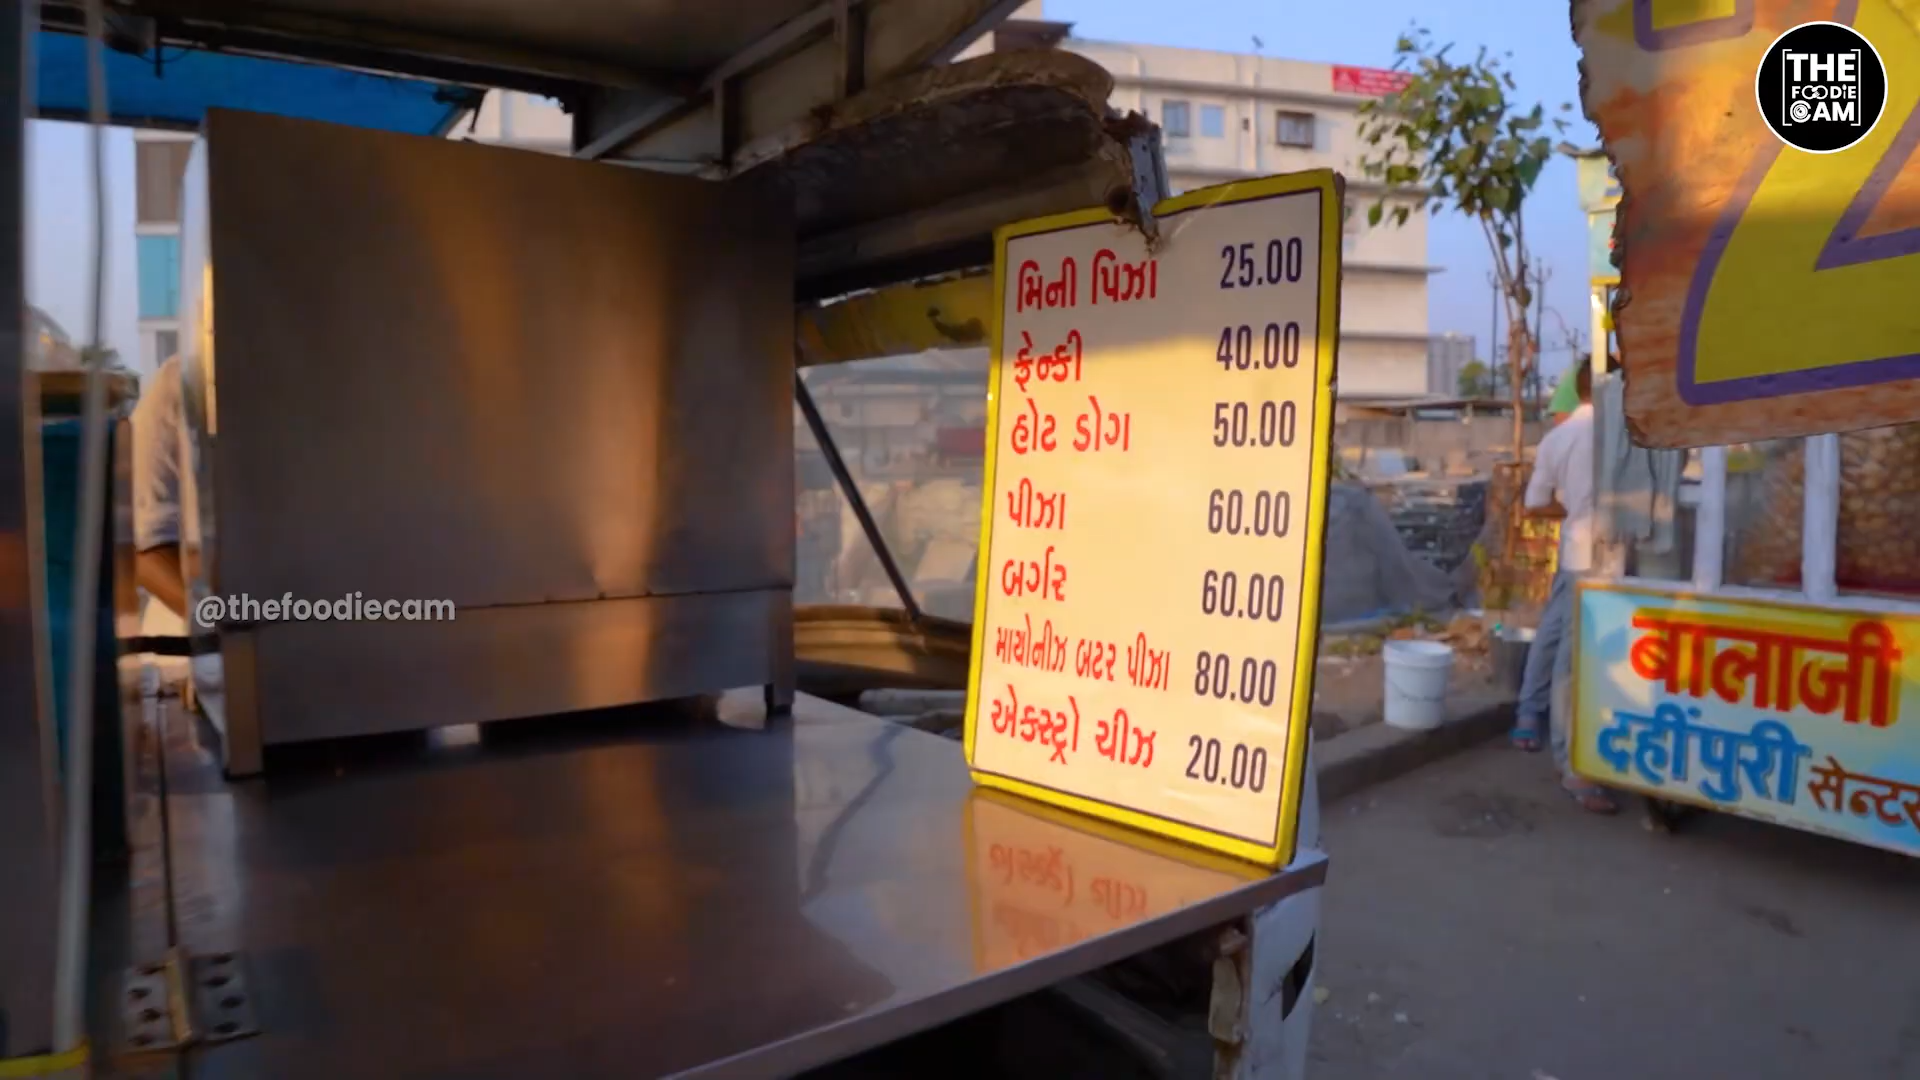 THE
FOODiE
CAM
મિની પિઝા 25.00
ફ્રેન્કી 40.00
હોટ ડોગ 50.00
પીઝા 60.00
બર્ગર 60.00
માયોનીઝ બટર પીઝા 80.00
એક્સ્ટ્રો ચીઝ 20.00
@thefoodiecam
बालाजी
दहींपुरी सेन्टर